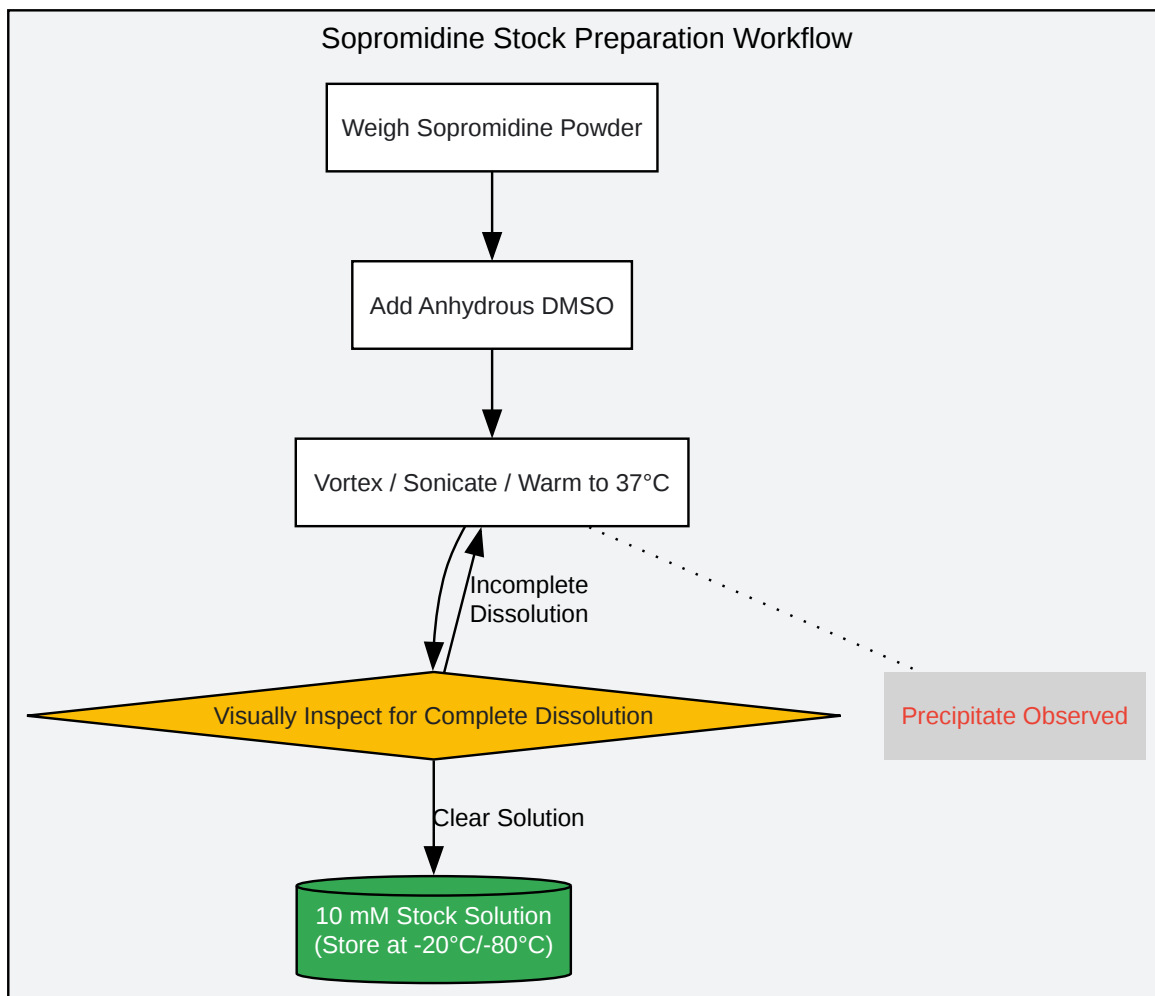 Sopromidine Stock Preparation Workflow
Weigh Sopromidine Powder
Add Anhydrous DMSO
Vortex / Sonicate / Warm to 37°C
Incomplete
Dissolution
Visually Inspect for Complete Dissolution
Precipitate Observed
Clear Solution
10 mM Stock Solution
(Store at -20°C/-80°C)